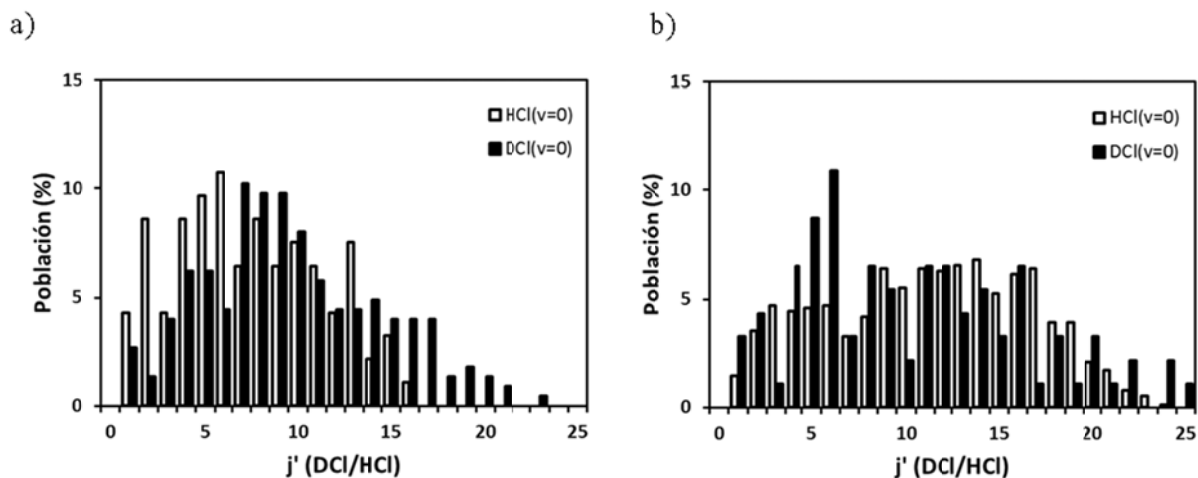 a)
15
10
5
0
Población (%)
HCl(v=0)
DCl(v=0)
0 5 10 15 20 25
j' (DCl/HCl)
b)
15
10
5
0
Población (%)
HCl(v=0)
DCl(v=0)
0 5 10 15 20 25
j' (DCl/HCl)